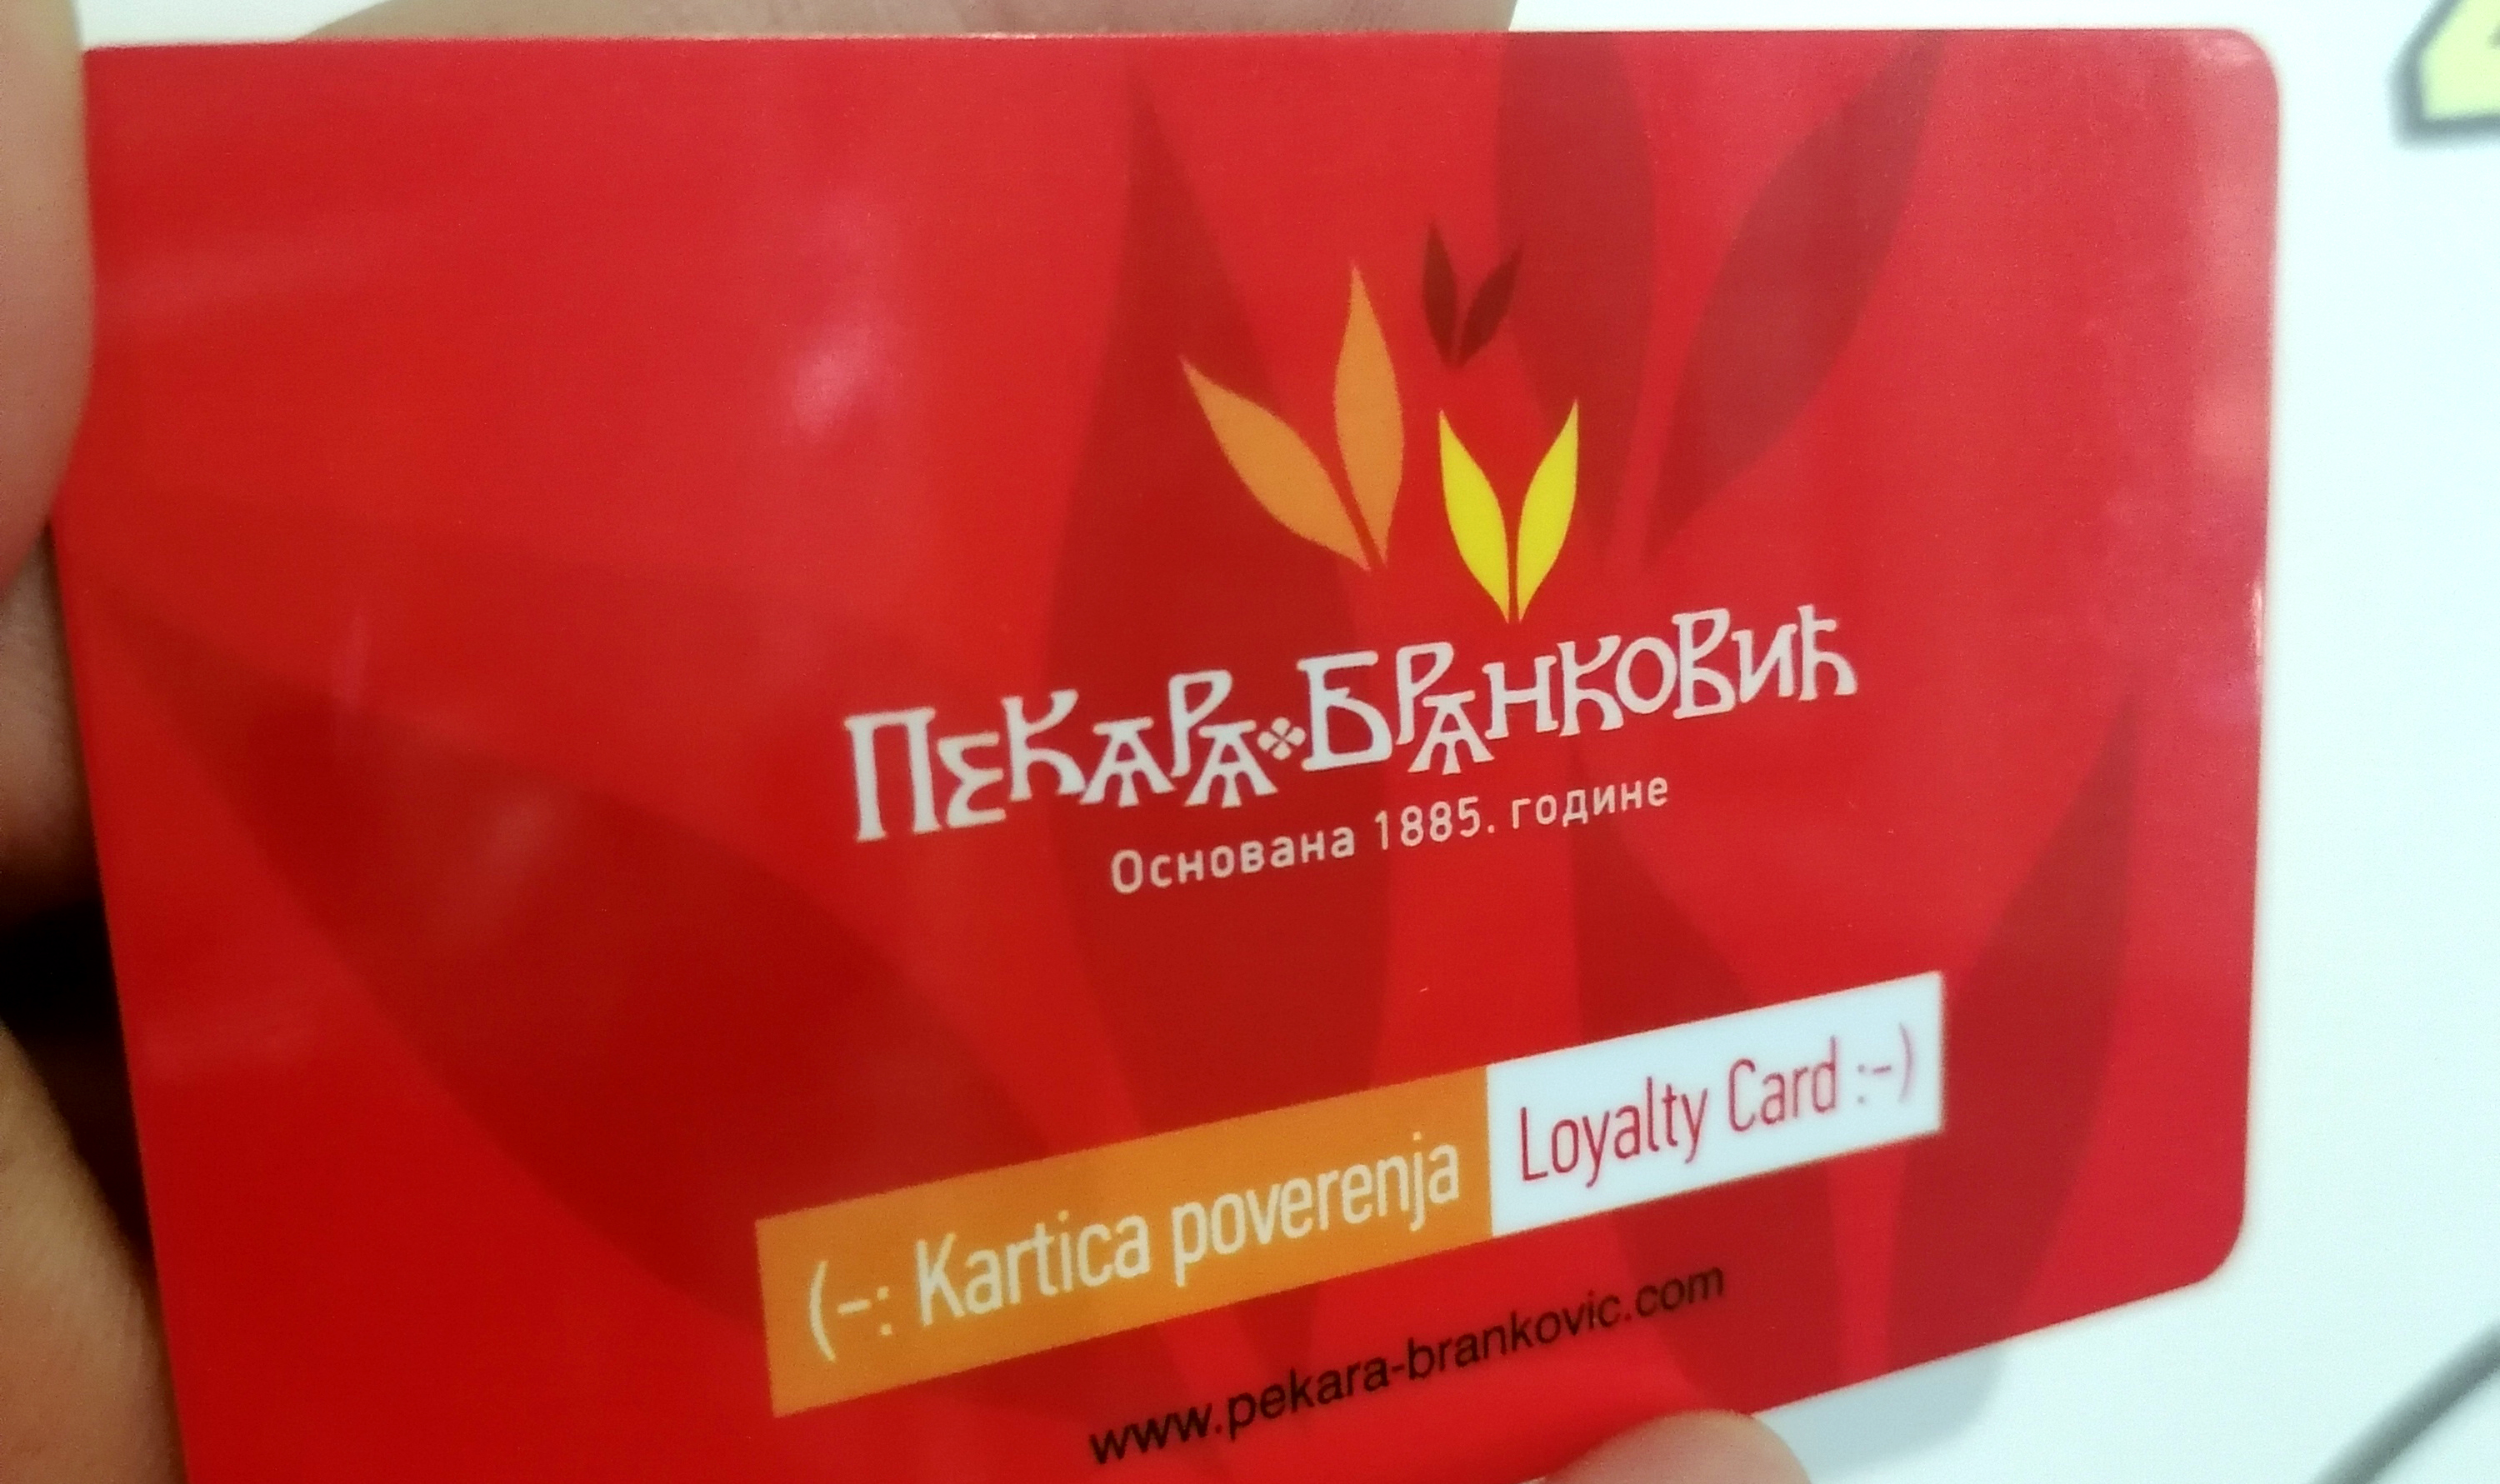 Пекара Бранковић
Основана 1885. године
(-: Kartica poverenja Loyalty Card :-)
www.pekara-brankovic.com